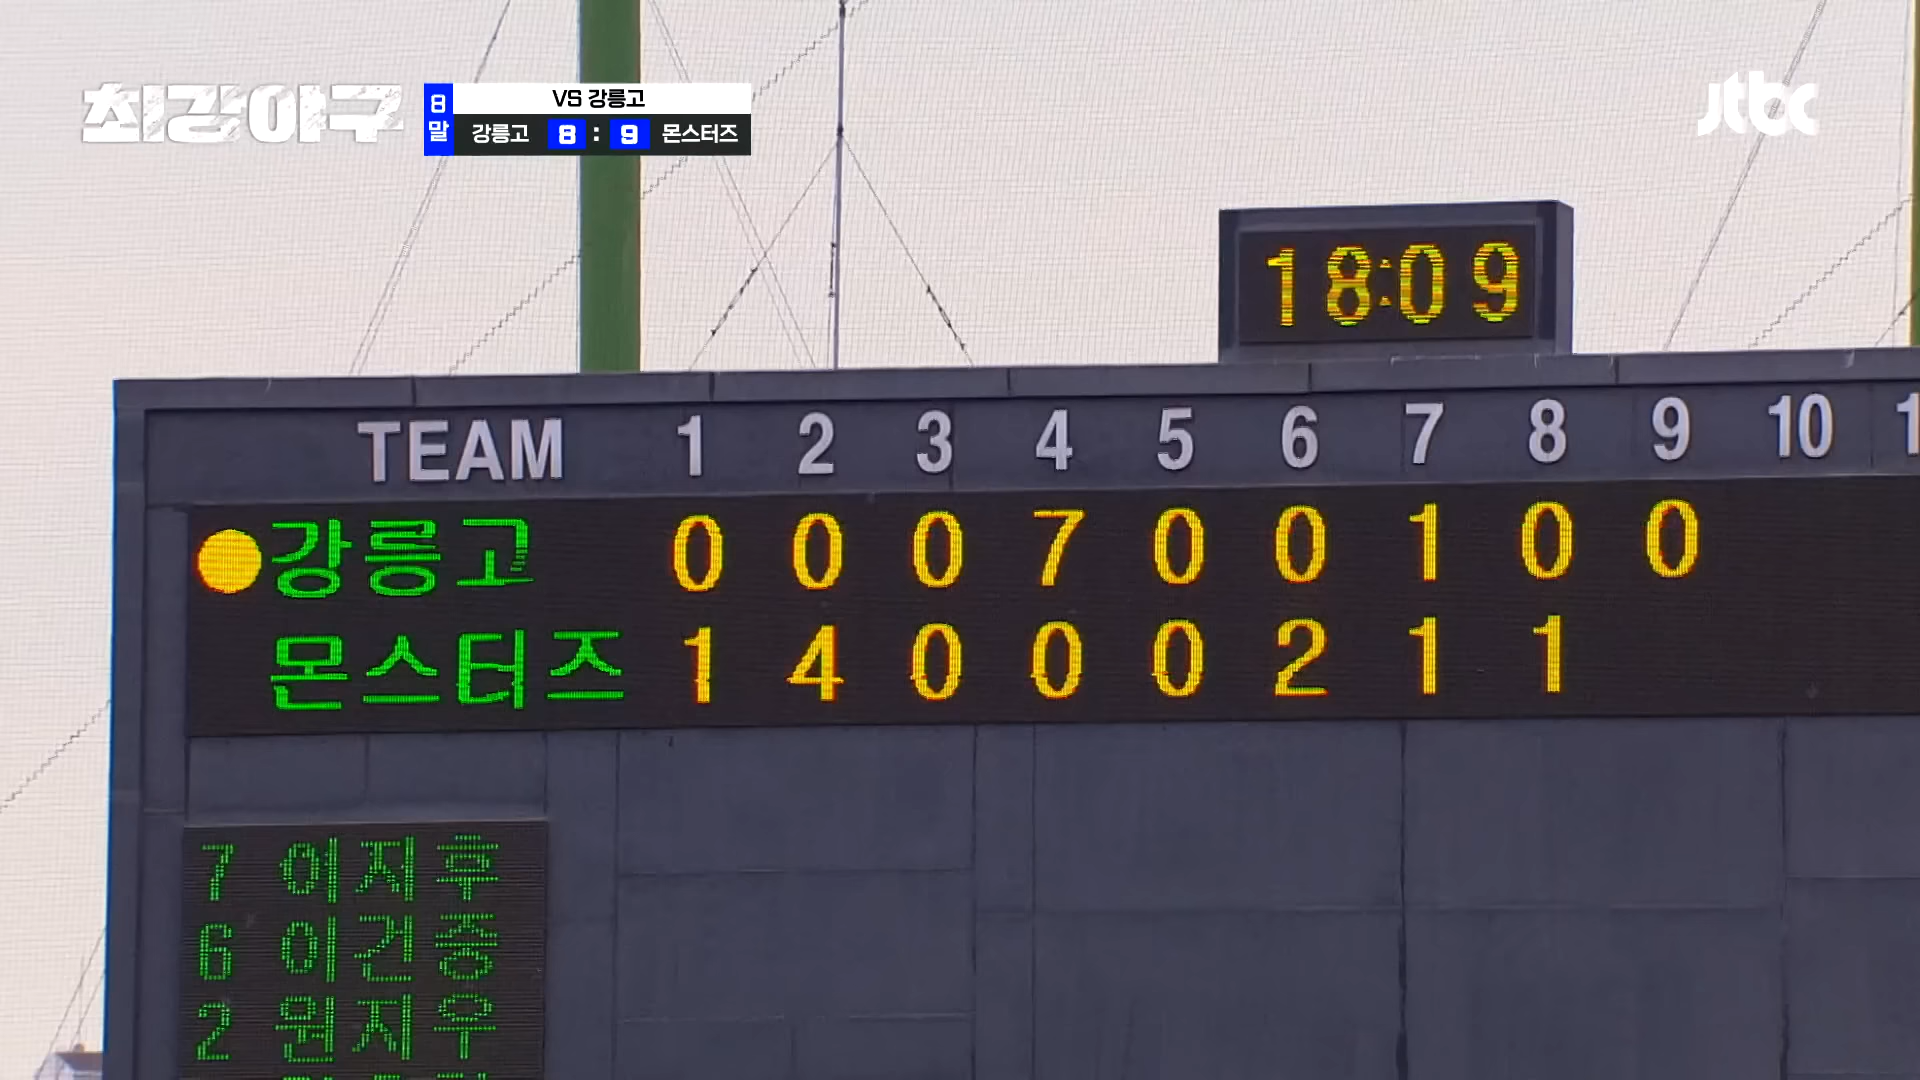 최강야구
8말
VS 강릉고
강릉고 8 : 9 몬스터즈
jtbc
18:09
TEAM 1 2 3 4 5 6 7 8 9 10
강릉고 0 0 0 7 0 0 1 0 0
몬스터즈 1 4 0 0 0 2 1 1
7 이재후
6 이건중
2 원지우